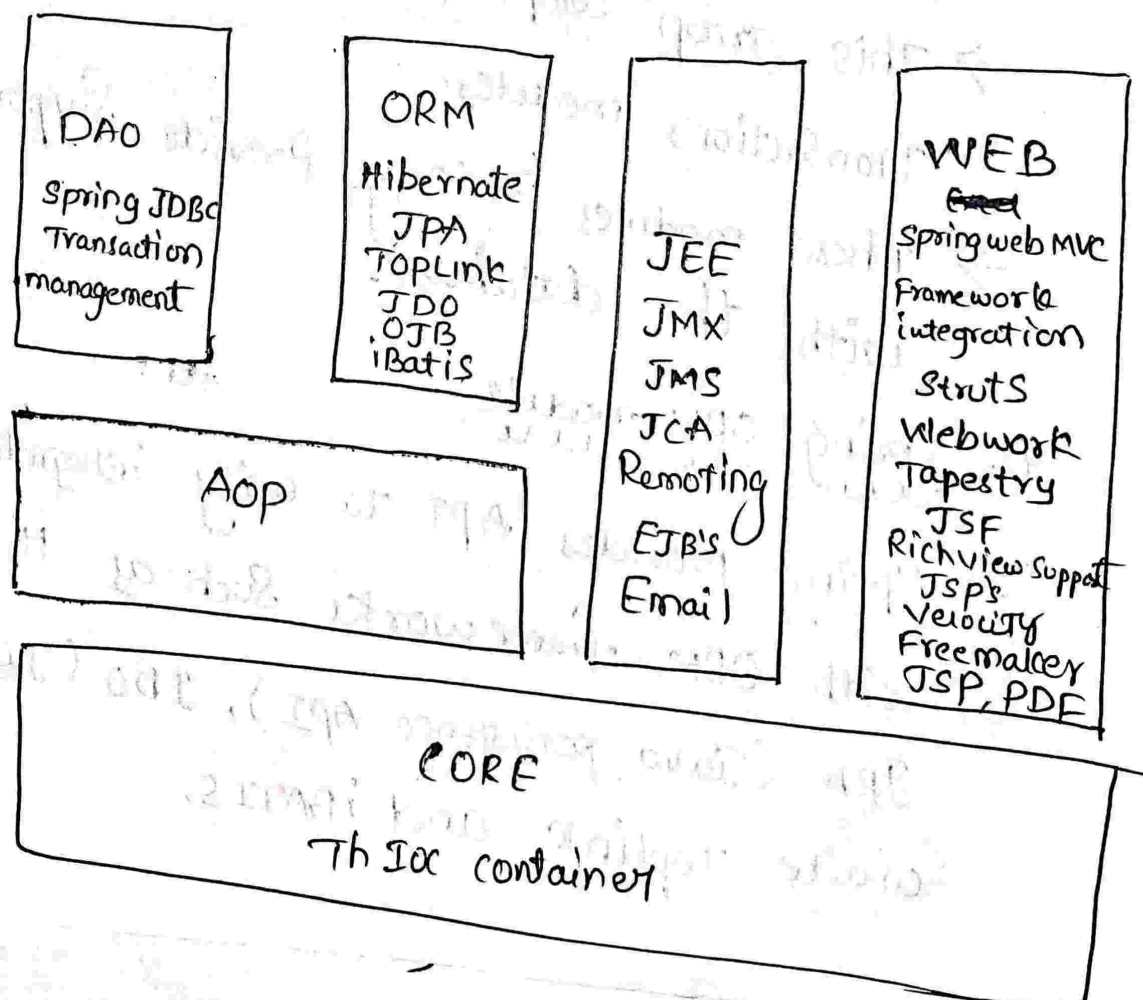 DAO
Spring JDBC
Transaction
management
ORM
Hibernate
JPA
TOPLink
JDO
OJB
iBatis
JEE
JMX
JMS
JCA
Remoting
EJB's
Email
WEB
Spring web MVC
Framework
integration
Struts
Webwork
Tapestry
JSF
Richview Support
JSP's
Velocity
Freemaker
JSP, PDF
AOP
CORE
Th IOC container